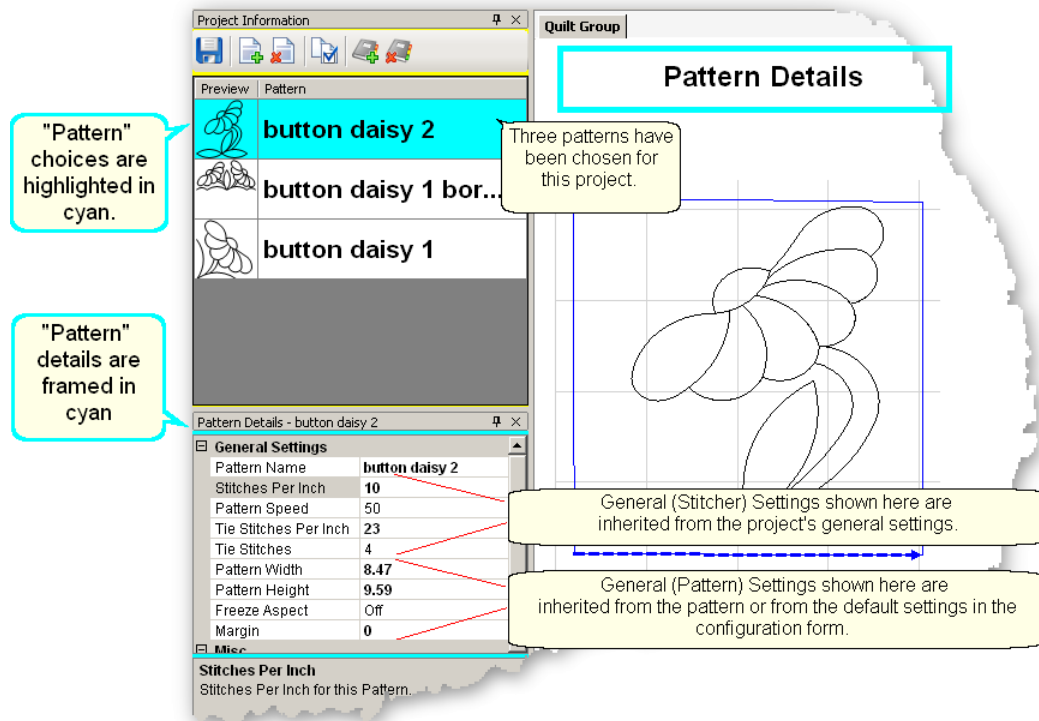 Project Information
Quilt Group
Pattern Details
Preview Pattern
button daisy 2
button daisy 1 bor...
button daisy 1
"Pattern"
choices are
highlighted in
cyan.
Three patterns have
been chosen for
this project.
"Pattern"
details are
framed in
cyan
Pattern Details - button daisy 2
General Settings
Pattern Name button daisy 2
Stitches Per Inch 10
Pattern Speed 50
Tie Stitches Per Inch 23
Tie Stitches 4
Pattern Width 8.47
Pattern Height 9.59
Freeze Aspect Off
Margin 0
Misc
General (Stitcher) Settings shown here are
inherited from the project's general settings.
General (Pattern) Settings shown here are
inherited from the pattern or from the default settings in the
configuration form.
Stitches Per Inch
Stitches Per Inch for this Pattern.